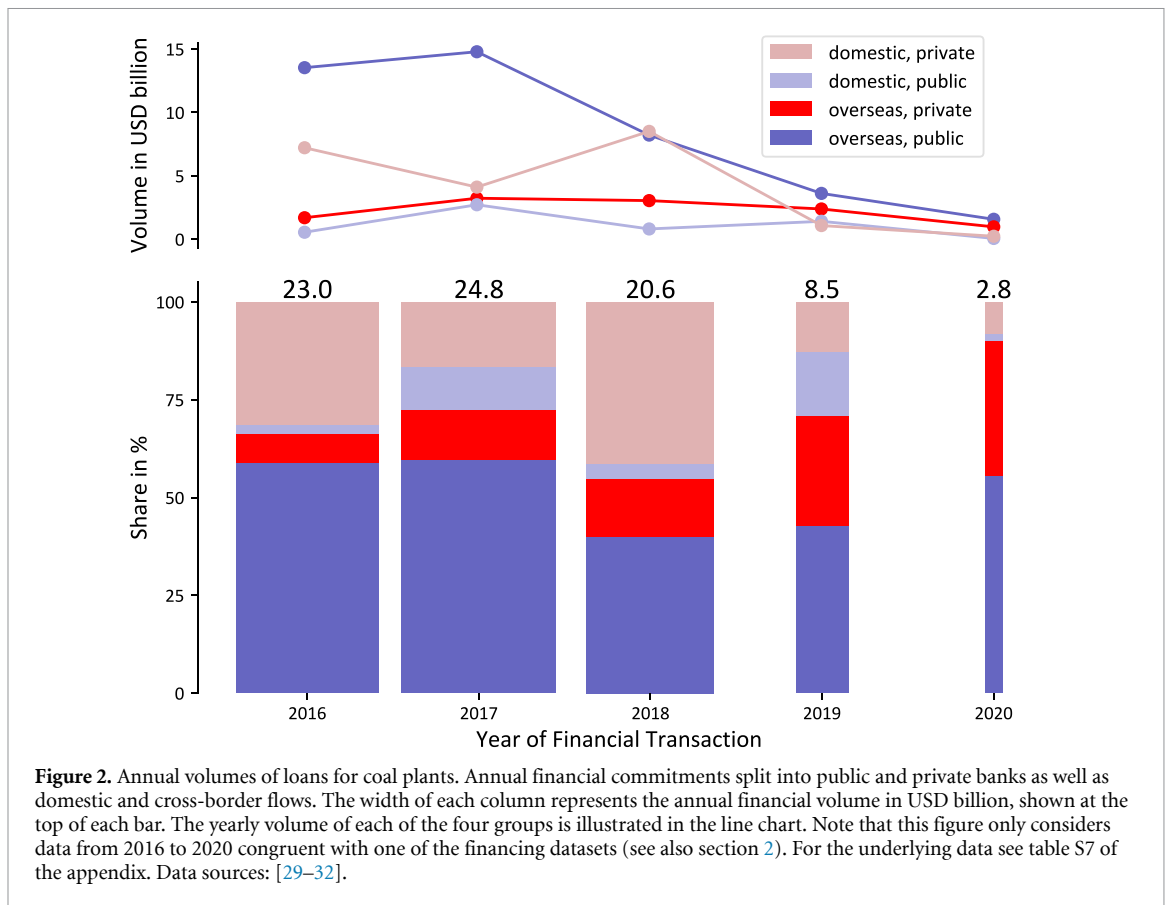 Volume in USD billion
15
10
5
0
domestic, private
domestic, public
overseas, private
overseas, public
23.0 24.8 20.6 8.5 2.8
Share in %
100
75
50
25
0
2016 2017 2018 2019 2020
Year of Financial Transaction
Figure 2. Annual volumes of loans for coal plants. Annual financial commitments split into public and private banks as well as
domestic and cross-border flows. The width of each column represents the annual financial volume in USD billion, shown at the
top of each bar. The yearly volume of each of the four groups is illustrated in the line chart. Note that this figure only considers
data from 2016 to 2020 congruent with one of the financing datasets (see also section 2). For the underlying data see table S7 of
the appendix. Data sources: [29–32].